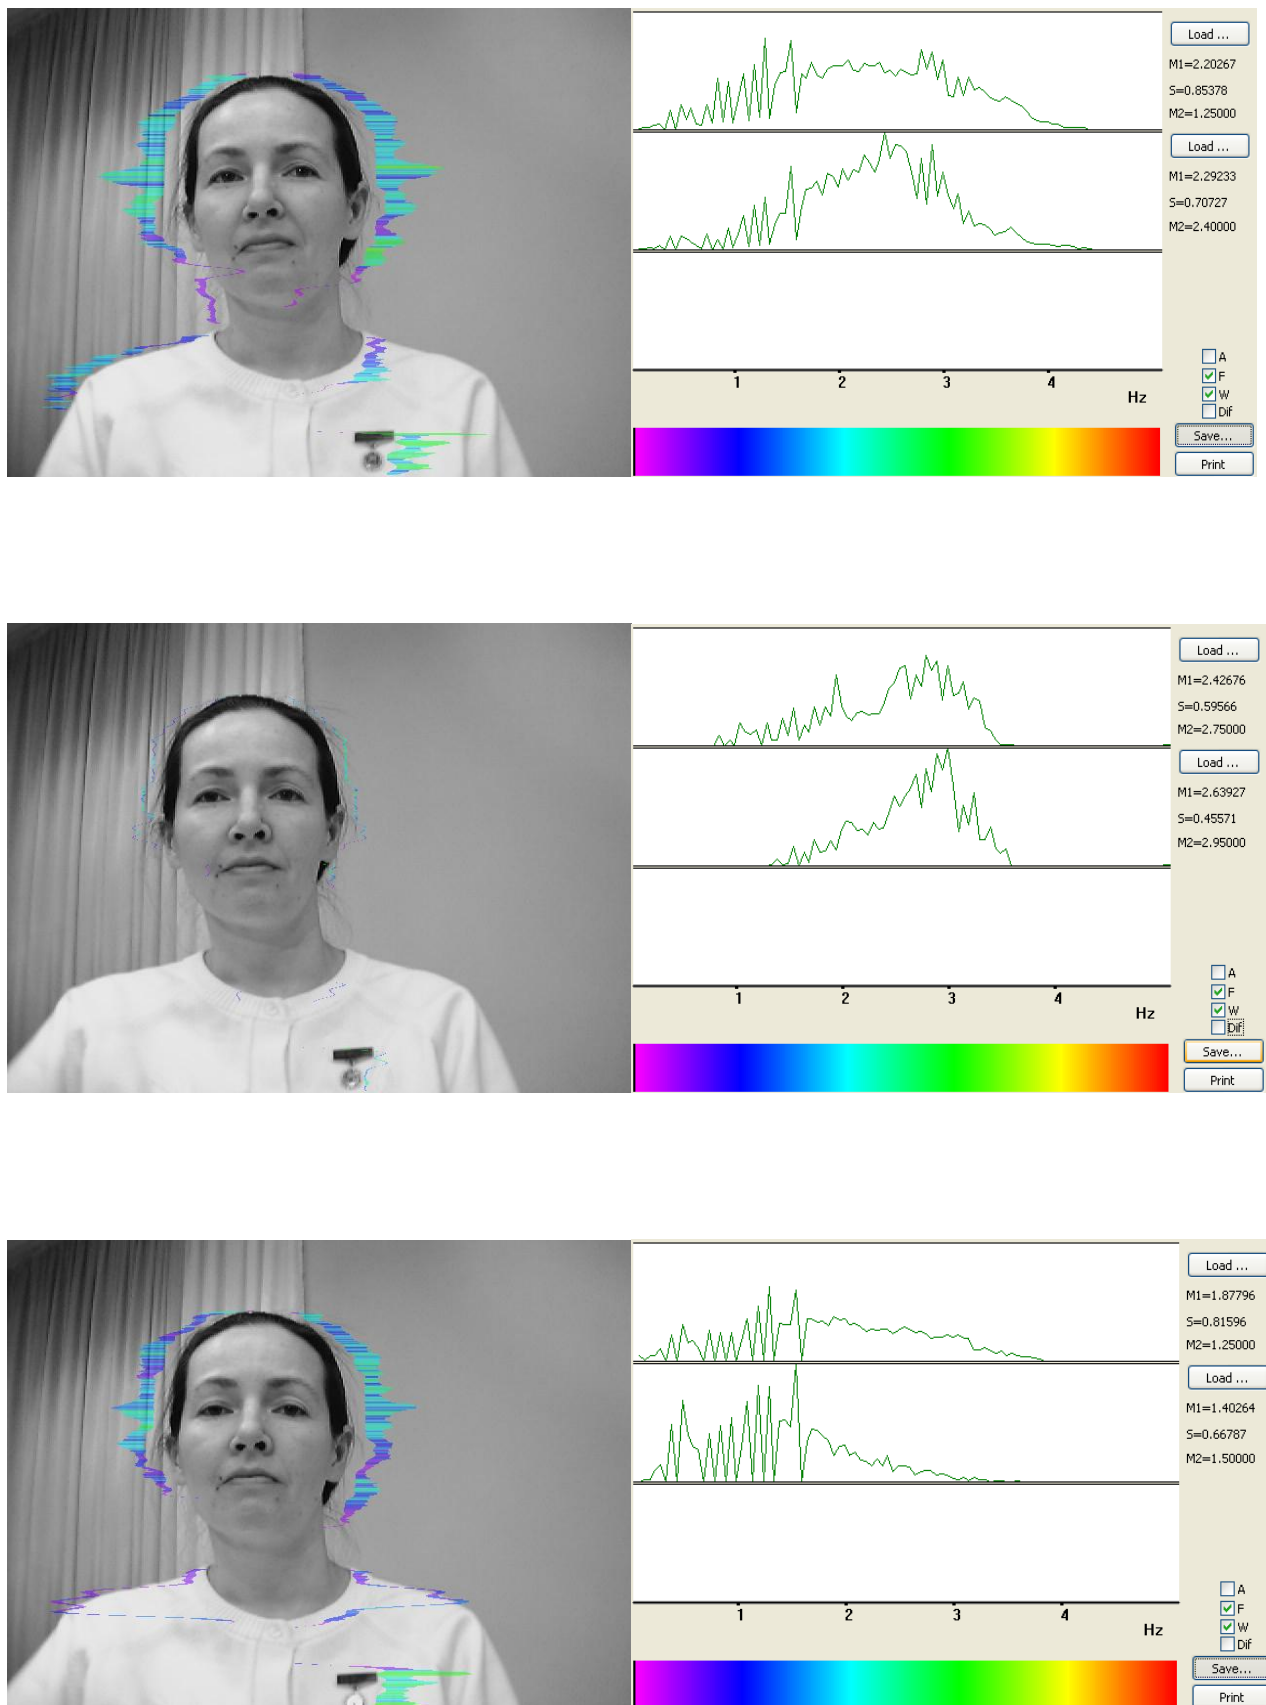 Load ...
M1=2.20267
S=0.85378
M2=1.25000
Load ...
M1=2.29233
S=0.70727
M2=2.40000
A
F
W
Dif
1 2 3 4
Hz
Save...
Print
Load ...
M1=2.42676
S=0.59566
M2=2.75000
Load ...
M1=2.63927
S=0.45571
M2=2.95000
A
F
W
Dif
1 2 3 4
Hz
Save...
Print
Load ...
M1=1.87796
S=0.81596
M2=1.25000
Load ...
M1=1.40264
S=0.66787
M2=1.50000
A
F
W
Dif
1 2 3 4
Hz
Save...
Print